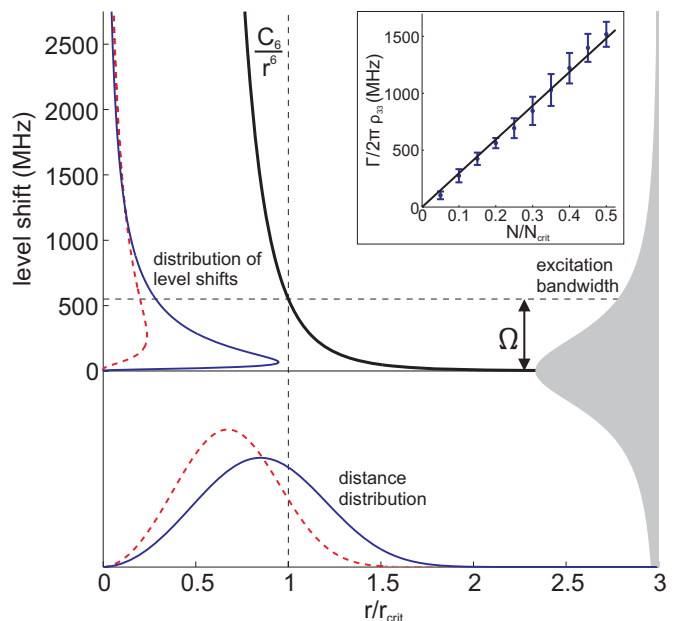 level shift (MHz)
2500
2000
1500
1000
500
0
C6
r6
distribution of
level shifts
Γ/2π ρ33 (MHz)
1500
1000
500
0
0 0.1 0.2 0.3 0.4 0.5
N/Ncrit
excitation
bandwidth
Ω
distance
distribution
0 0.5 1 1.5 2 2.5 3
r/rcrit